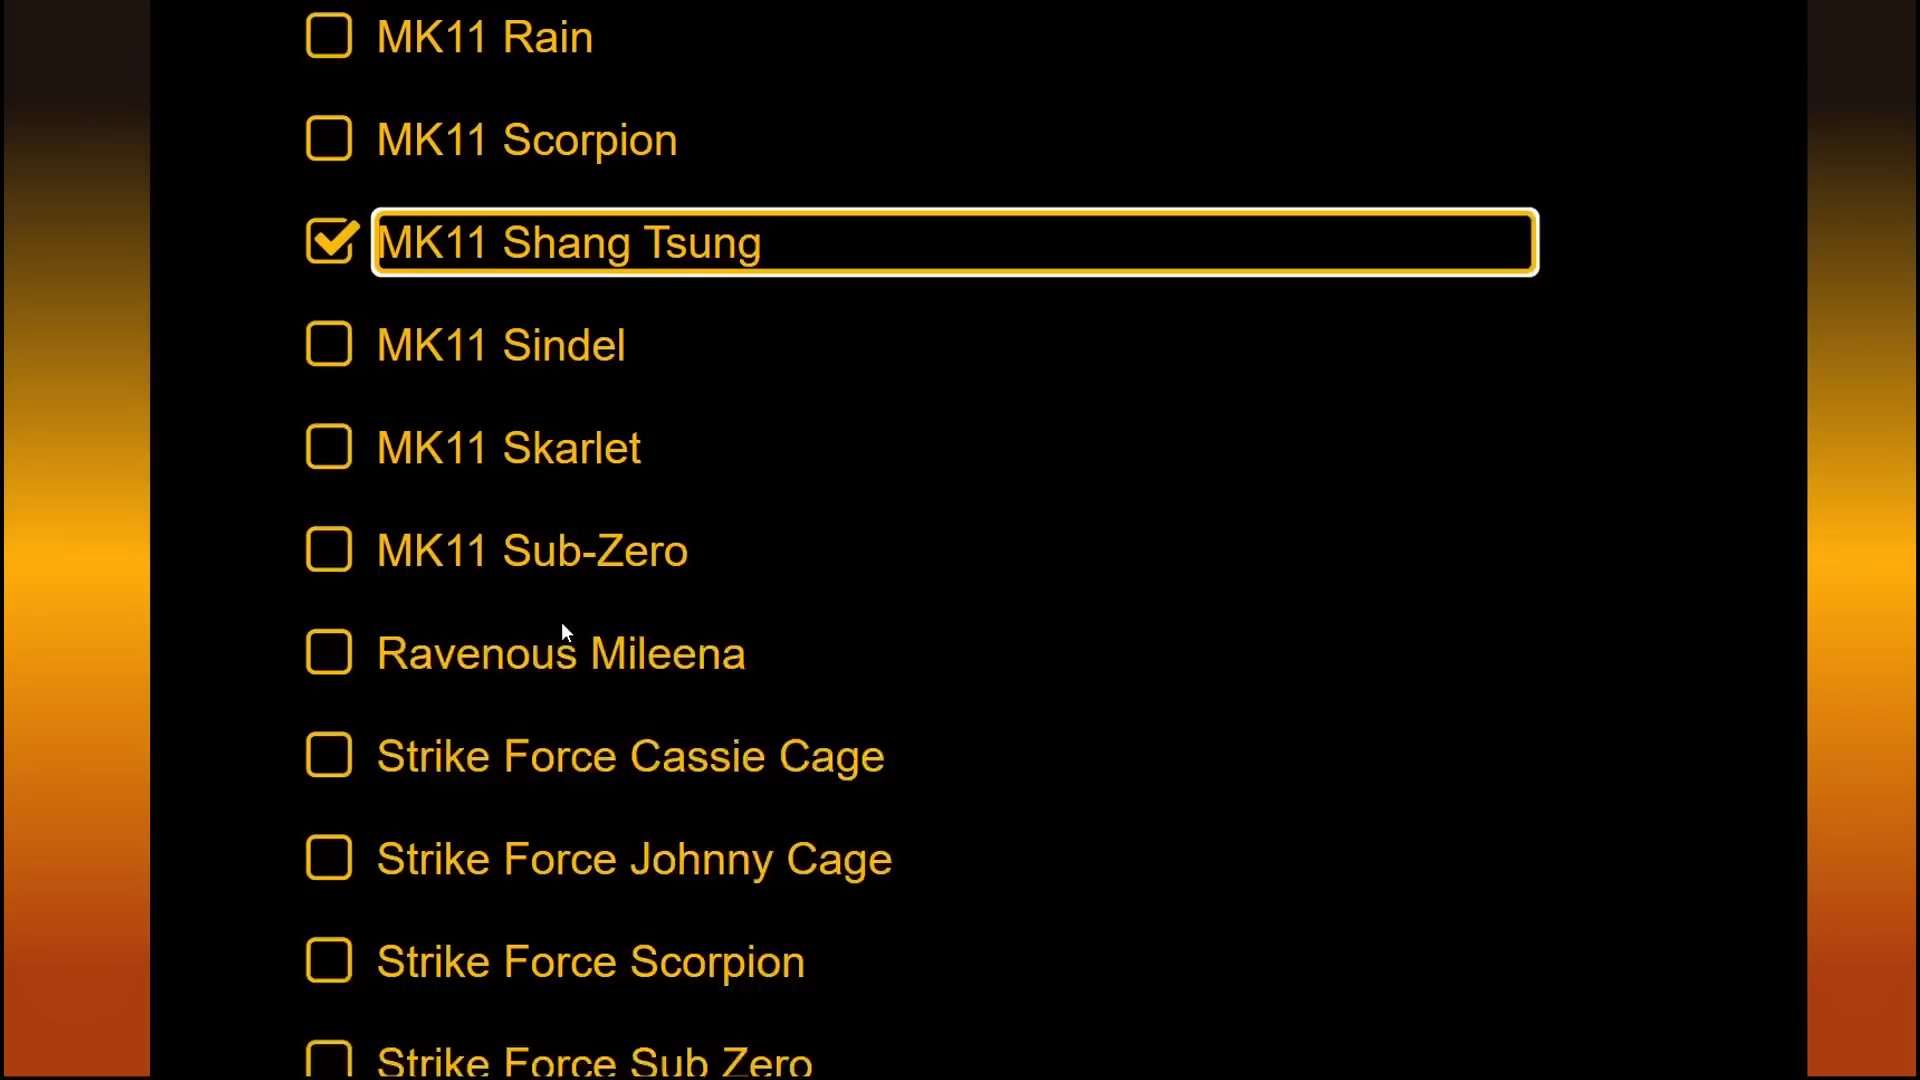 MK11 Rain
MK11 Scorpion
MK11 Shang Tsung
MK11 Sindel
MK11 Skarlet
MK11 Sub-Zero
Ravenous Mileena
Strike Force Cassie Cage
Strike Force Johnny Cage
Strike Force Scorpion
Strike Force Sub Zero